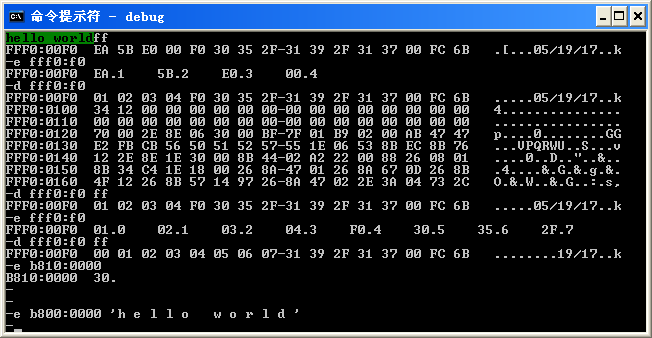 命令提示符 - debug
hello worldff
FFF0:00F0  EA 5B E0 00 F0 30 35 2F-31 39 2F 31 37 00 FC 6B   .[...05/19/17..k
-e fff0:f0
FFF0:00F0  EA.1    5B.2    E0.3    00.4
-d fff0:f0
FFF0:00F0  01 02 03 04 F0 30 35 2F-31 39 2F 31 37 00 FC 6B   .....05/19/17..k
FFF0:0100  34 12 00 00 00 00 00 00-00 00 00 00 00 00 00 00   4...............
FFF0:0110  00 00 00 00 00 00 00 00-00 00 00 00 00 00 00 00   ................
FFF0:0120  70 00 2E 8E 06 30 00 BF-7F 01 B9 02 00 AB 47 47   p....0........GG
FFF0:0130  E2 FB CB 56 50 51 52 57-55 1E 06 53 8B EC 8B 76   ...VPQRWU..S...v
FFF0:0140  12 2E 8E 1E 30 00 8B 44-02 A2 22 00 88 26 08 01   ....0..D.."..&..
FFF0:0150  8B 34 C4 1E 18 00 26 8A-47 01 26 8A 67 0D 26 8B   .4....&.G.&.g.&.
FFF0:0160  4F 12 26 8B 57 14 97 26-8A 47 02 2E 3A 04 73 2C   O.&.W..&.G..:.s,
-d fff0:f0 ff
FFF0:00F0  01 02 03 04 F0 30 35 2F-31 39 2F 31 37 00 FC 6B   .....05/19/17..k
-e fff0:f0
FFF0:00F0  01.0    02.1    03.2    04.3    F0.4    30.5    35.6    2F.7
-d fff0:f0 ff
FFF0:00F0  00 01 02 03 04 05 06 07-31 39 2F 31 37 00 FC 6B   ........19/17..k
-e b810:0000
B810:0000  30.
-
-
-e b800:0000 'h e l l o   w o r l d '
-